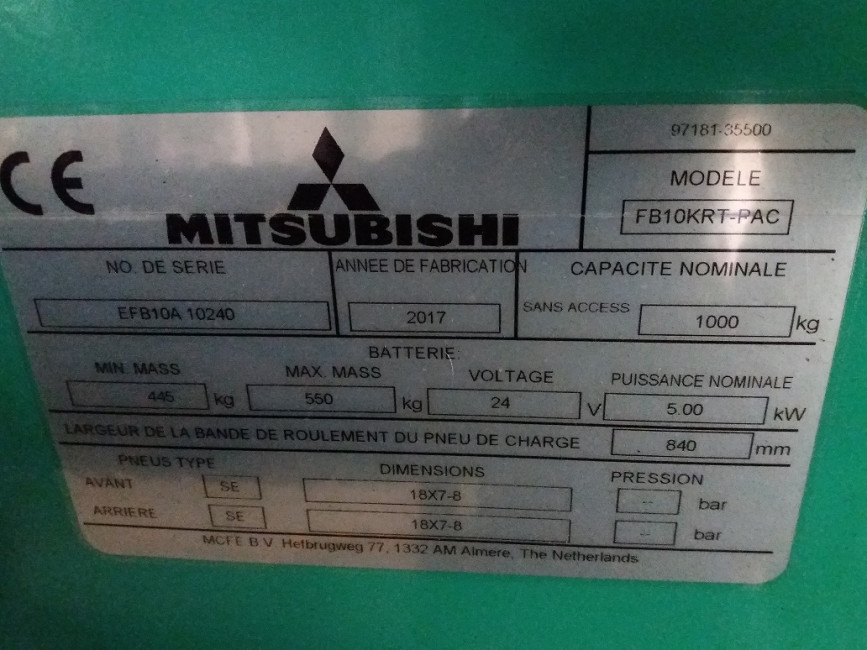 CE
MITSUBISHI
97181-35500
MODELE
FB10KRT-PAC
NO. DE SERIE
ANNEE DE FABRICATION
CAPACITE NOMINALE
EFB10A 10240
2017
SANS ACCESS
1000 kg
BATTERIE:
MIN. MASS
MAX. MASS
VOLTAGE
PUISSANCE NOMINALE
445 kg
550 kg
24 V
5.00 kW
LARGEUR DE LA BANDE DE ROULEMENT DU PNEU DE CHARGE 840 mm
PNEUS TYPE
DIMENSIONS
PRESSION
AVANT SE 18X7-8 -- bar
ARRIERE SE 18X7-8 -- bar
MCFE B.V. Hefbrugweg 77, 1332 AM Almere, The Netherlands